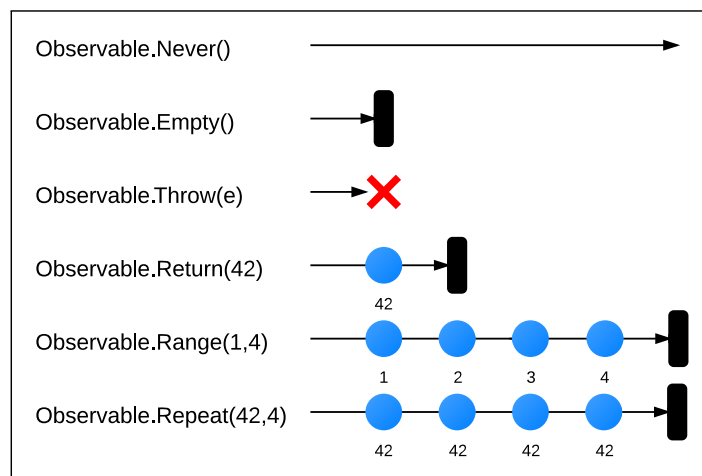 Observable.Never()
Observable.Empty()
Observable.Throw(e)
Observable.Return(42)
42
Observable.Range(1,4)
1 2 3 4
Observable.Repeat(42,4)
42 42 42 42